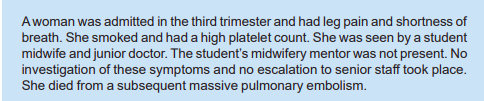 A woman was admitted in the third trimester and had leg pain and shortness of
breath. She smoked and had a high platelet count. She was seen by a student
midwife and junior doctor. The student's midwifery mentor was not present. No
investigation of these symptoms and no escalation to senior staff took place.
She died from a subsequent massive pulmonary embolism.